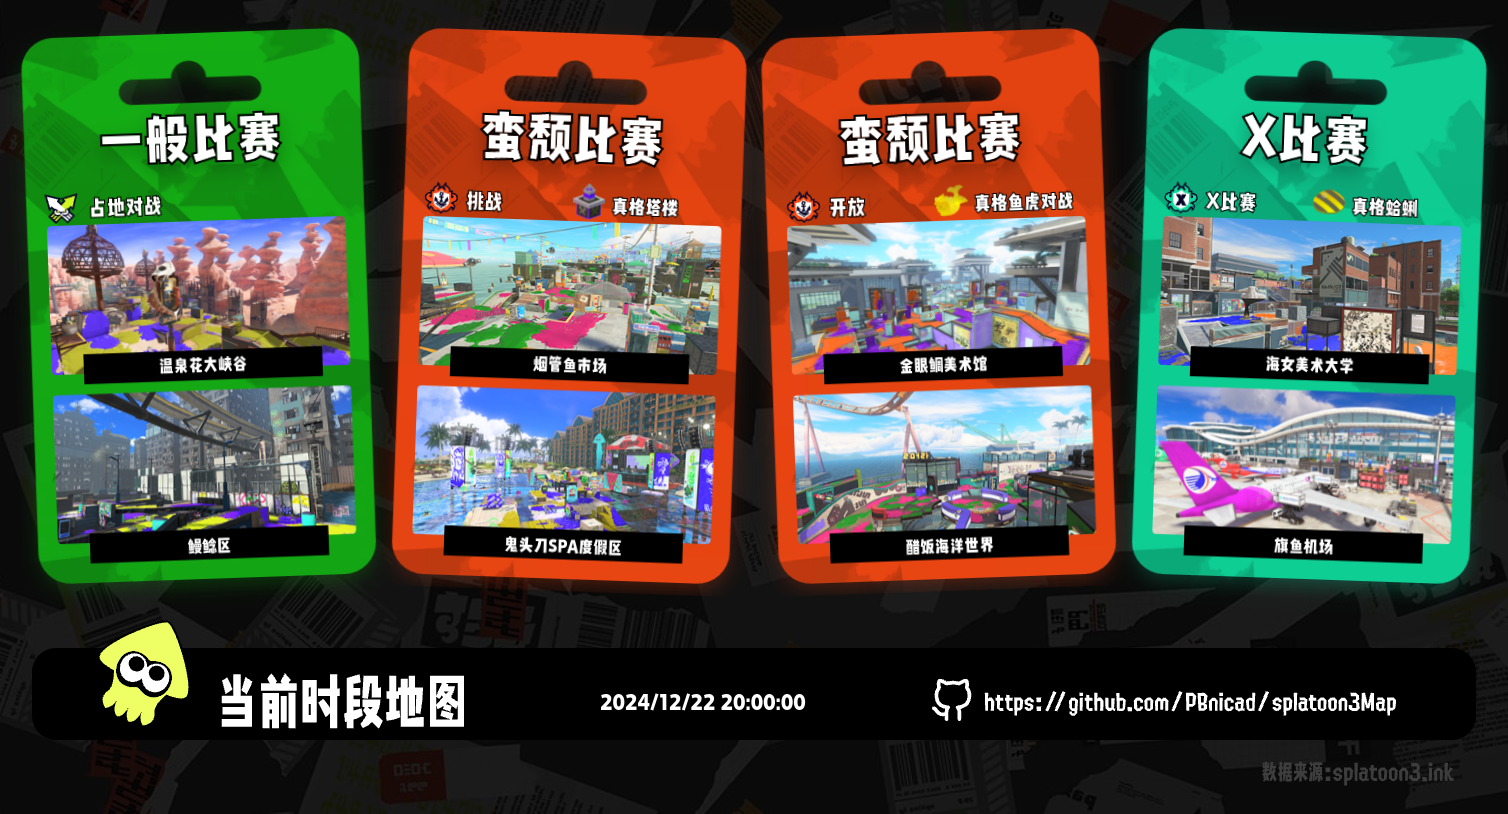 一般比赛
占地对战
温泉花大峡谷
鳗鲶区
蛮颓比赛
挑战
真格塔楼
烟管鱼市场
鬼头刀SPA度假区
蛮颓比赛
开放
真格鱼虎对战
金眼鲷美术馆
醋饭海洋世界
X比赛
X比赛
真格蛤蜊
海女美术大学
旗鱼机场
当前时段地图
2024/12/22 20:00:00
https://github.com/PBnicad/splatoon3Map
数据来源:splatoon3.ink